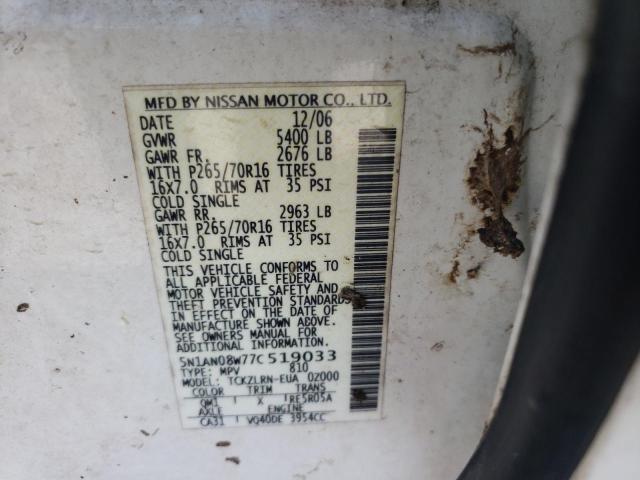 MFD BY NISSAN MOTOR CO., LTD.
DATE 12/06
GVWR 5400 LB
GAWR FR. 2676 LB
WITH P265/70R16 TIRES
16X7.0 RIMS AT 35 PSI
COLD SINGLE
GAWR RR. 2963 LB
WITH P265/70R16 TIRES
16X7.0 RIMS AT 35 PSI
COLD SINGLE
THIS VEHICLE CONFORMS TO
ALL APPLICABLE FEDERAL
MOTOR VEHICLE SAFETY AND
THEFT PREVENTION STANDARDS
IN EFFECT ON THE DATE OF
MANUFACTURE SHOWN ABOVE.
SEE OWNERS MANUAL FOR
ADDITIONAL INFORMATION.
5N1AN08W77C519033
TYPE: MPV 810
MODEL: TCKZLRN-EUA 02000
COLOR TRIM TRANS
QM1 X RE5R05A
AXLE ENGINE
CA31 VQ40DE 3954CC